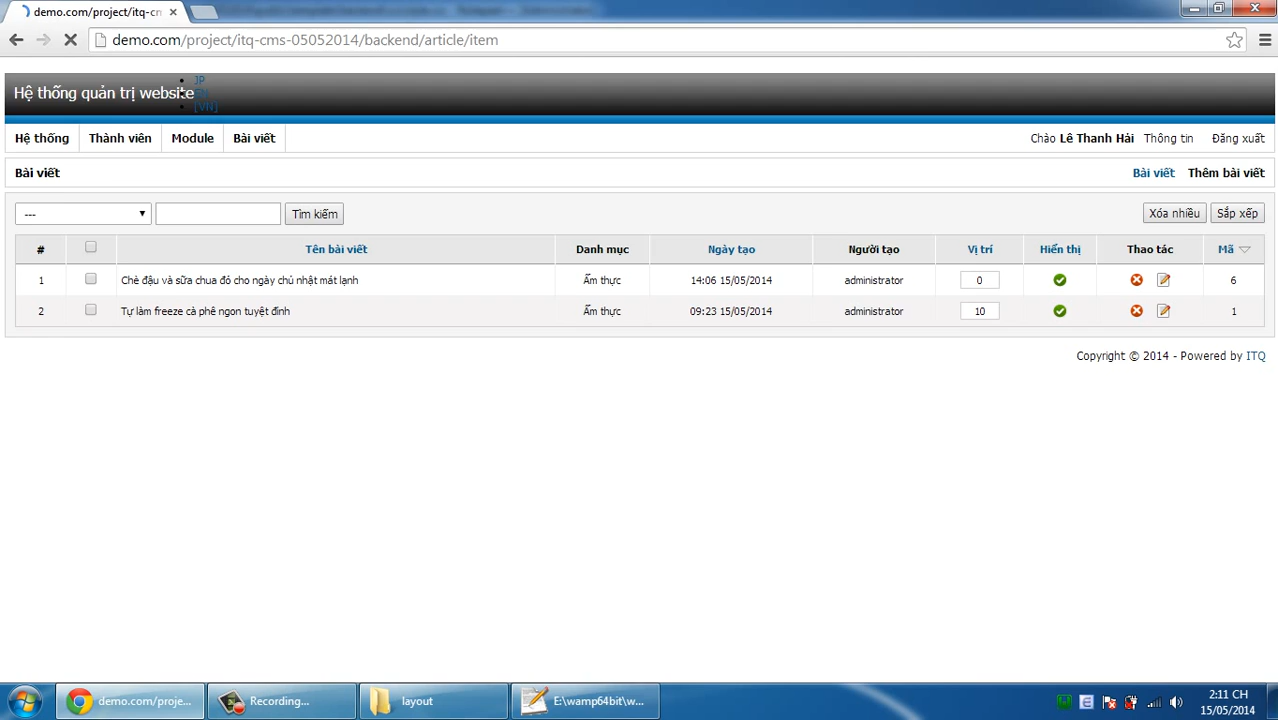 demo.com/project/itq-cm
demo.com/project/itq-cms-05052014/backend/article/item
JP
Hệ thống quản trị website
[VN]
Hệ thống Thành viên Module Bài viết Chào Lê Thanh Hải Thông tin Đăng xuất
Bài viết Bài viết Thêm bài viết
--- Tìm kiếm Xóa nhiều Sắp xếp
# Tên bài viết Danh mục Ngày tạo Người tạo Vị trí Hiển thị Thao tác Mã
1 Chè đậu và sữa chua đỏ cho ngày chủ nhật mát lạnh Ẩm thực 14:06 15/05/2014 administrator 0 6
2 Tự làm freeze cà phê ngon tuyệt đỉnh Ẩm thực 09:23 15/05/2014 administrator 10 1
Copyright © 2014 - Powered by ITQ
demo.com/proje... Recording... layout E:\wamp64bit\w... 2:11 CH
15/05/2014